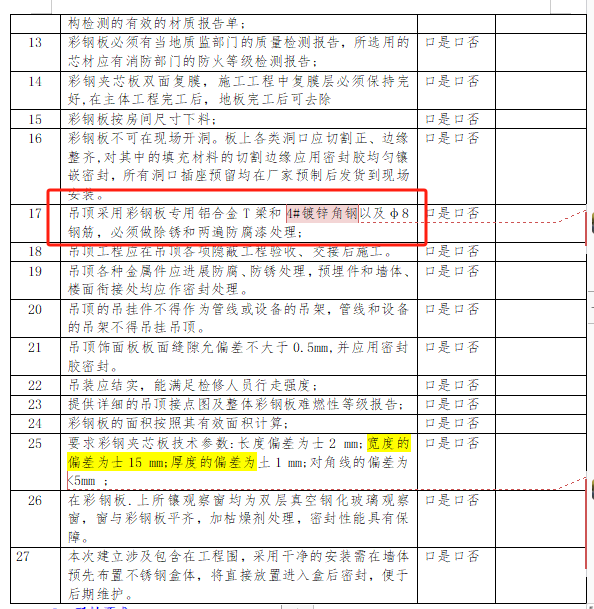 构检测的有效的材质报告单;
13 彩钢板必须有当地质监部门的质量检测报告，所选用的 口是口否
芯材应有消防部门的防火等级检测报告;
14 彩钢夹芯板双面复膜，施工工程中复膜层必须保持完 口是口否
好,在主体工程完工后，地板完工后可去除
15 彩钢板按房间尺寸下料; 口是口否
16 彩钢板不可在现场开洞。板上各类洞口应切割正、边缘 口是口否
整齐,对其中的填充材料的切割边缘应用密封胶均匀镶
嵌密封，所有洞口插座预留均在厂家预制后发货到现场
安装。
17 吊顶采用彩钢板专用铝合金 T 梁和 4#镀锌角钢以及 φ8 口是口否
钢筋，必须做除锈和两遍防腐漆处理;
18 吊顶工程应在吊顶各项隐蔽工程验收、交接后施工。 口是口否
19 吊顶各种金属件应进展防腐、防锈处理，预埋件和墙体、 口是口否
楼面衔接处均应作密封处理。
20 吊顶的吊挂件不得作为管线或设备的吊架，管线和设备 口是口否
的吊架不得吊挂吊顶。
21 吊顶饰面板板面缝隙允偏差不大于 0.5mm,并应用密封 口是口否
胶密封。
22 吊装应结实，能满足检修人员行走强度; 口是口否
23 提供详细的吊顶接点图及整体彩钢板难燃性等级报告; 口是口否
24 彩钢板的面积按照其有效面积计算; 口是口否
25 要求彩钢夹芯板技术参数:长度偏差为士 2 mm;宽度的 口是口否
偏差为士 15 mm;厚度的偏差为土 1 mm;对角线的偏差为
<5mm ;
26 在彩钢板.上所镶观察窗均为双层真空钢化玻璃观察 口是口否
窗，窗与彩钢板平齐，加枯燥剂处理，密封性能具有保
障。
27 本次建立涉及包含在工程围，采用干净的安装需在墙体 口是口否
预先布置不锈钢盒体，将直接放置进入盒后密封，便于
后期维护。